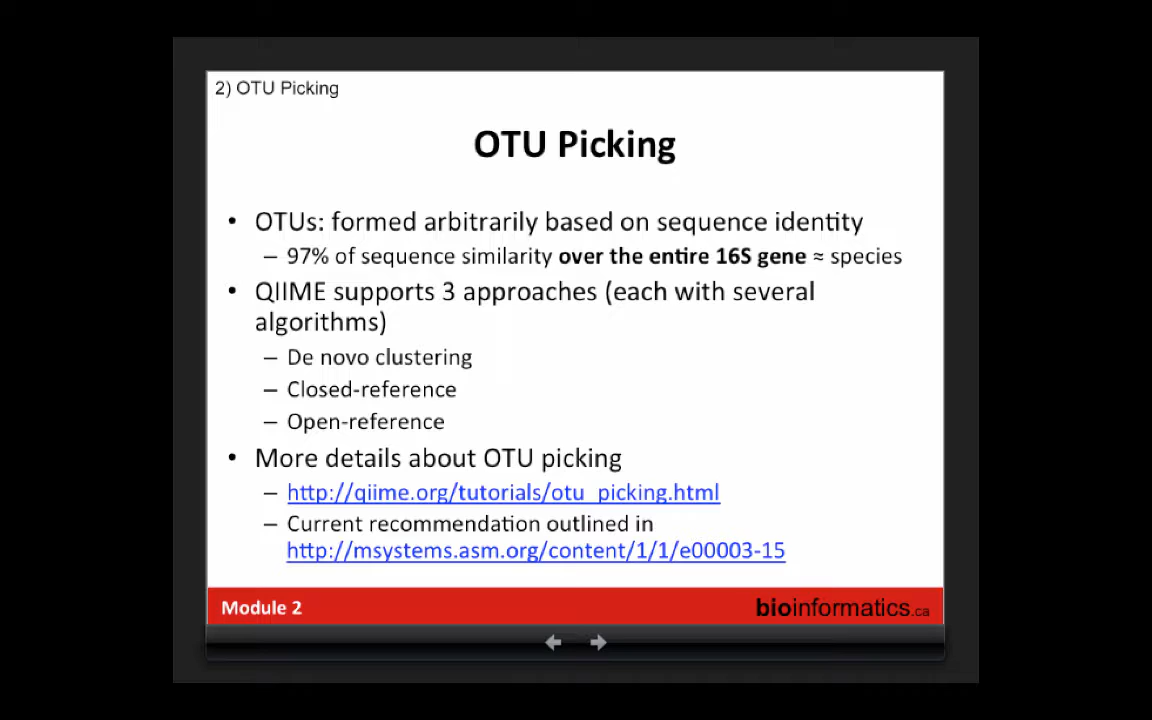 2) OTU Picking
OTU Picking
• OTUs: formed arbitrarily based on sequence identity
– 97% of sequence similarity over the entire 16S gene ≈ species
• QIIME supports 3 approaches (each with several
algorithms)
– De novo clustering
– Closed-reference
– Open-reference
• More details about OTU picking
– http://qiime.org/tutorials/otu_picking.html
– Current recommendation outlined in
http://msystems.asm.org/content/1/1/e00003-15
Module 2
bioinformatics.ca